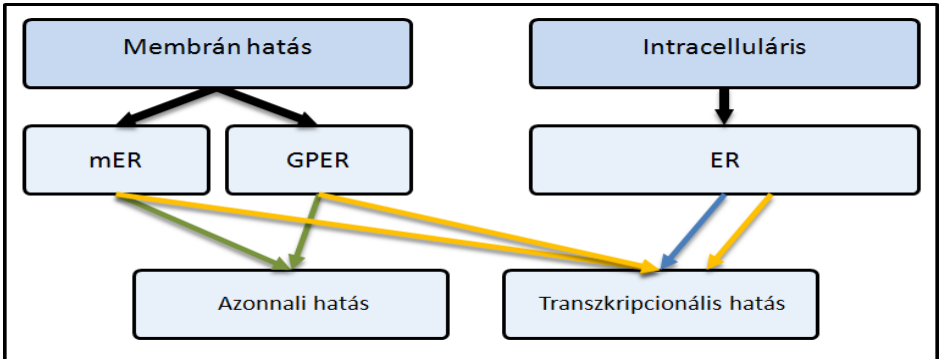 Membrán hatás
Intracelluláris
mER
GPER
ER
Azonnali hatás
Transzkripcionális hatás